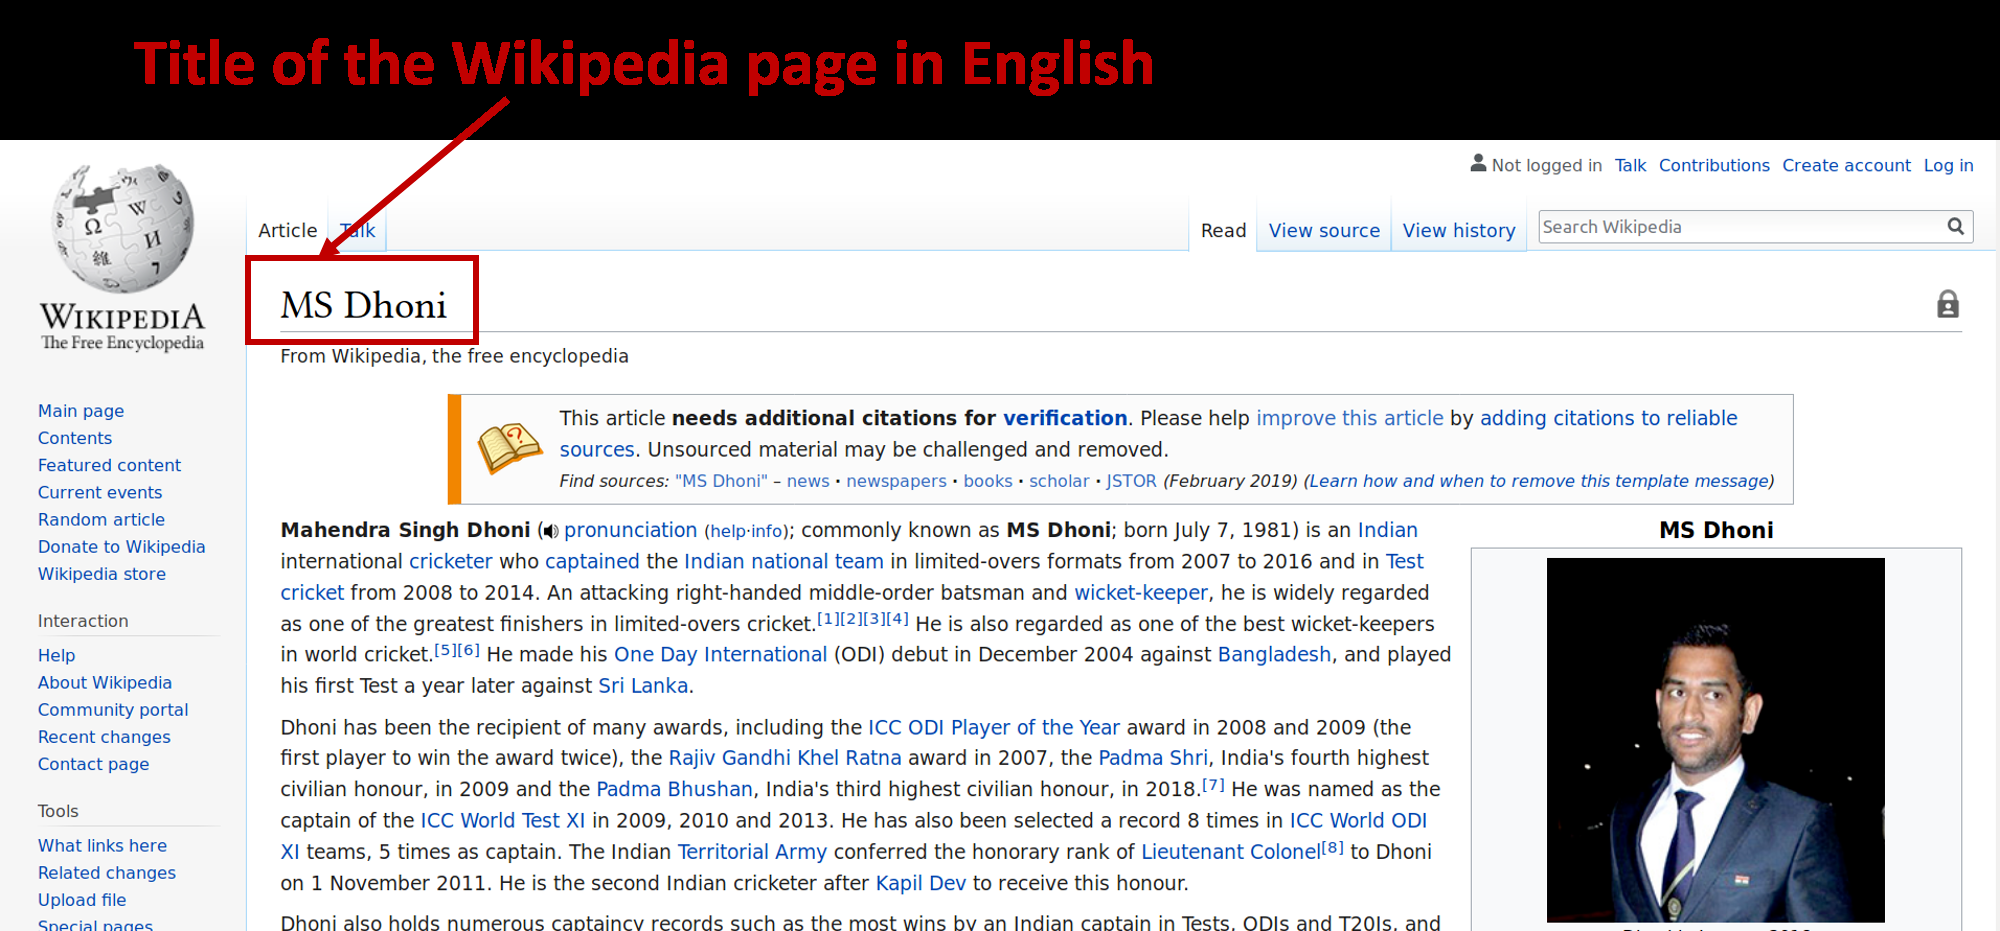 Title of the Wikipedia page in English
Not logged in Talk Contributions Create account Log in
Article Talk Read View source View history Search Wikipedia
WIKIPEDIA
The Free Encyclopedia
MS Dhoni
From Wikipedia, the free encyclopedia
Main page
Contents
Featured content
Current events
Random article
Donate to Wikipedia
Wikipedia store
Interaction
Help
About Wikipedia
Community portal
Recent changes
Contact page
Tools
What links here
Related changes
Upload file
Special pages
This article needs additional citations for verification. Please help improve this article by adding citations to reliable
sources. Unsourced material may be challenged and removed.
Find sources: "MS Dhoni" – news · newspapers · books · scholar · JSTOR (February 2019) (Learn how and when to remove this template message)
Mahendra Singh Dhoni ( pronunciation (help·info); commonly known as MS Dhoni; born July 7, 1981) is an Indian
international cricketer who captained the Indian national team in limited-overs formats from 2007 to 2016 and in Test
cricket from 2008 to 2014. An attacking right-handed middle-order batsman and wicket-keeper, he is widely regarded
as one of the greatest finishers in limited-overs cricket.[1][2][3][4] He is also regarded as one of the best wicket-keepers
in world cricket.[5][6] He made his One Day International (ODI) debut in December 2004 against Bangladesh, and played
his first Test a year later against Sri Lanka.
Dhoni has been the recipient of many awards, including the ICC ODI Player of the Year award in 2008 and 2009 (the
first player to win the award twice), the Rajiv Gandhi Khel Ratna award in 2007, the Padma Shri, India's fourth highest
civilian honour, in 2009 and the Padma Bhushan, India's third highest civilian honour, in 2018.[7] He was named as the
captain of the ICC World Test XI in 2009, 2010 and 2013. He has also been selected a record 8 times in ICC World ODI
XI teams, 5 times as captain. The Indian Territorial Army conferred the honorary rank of Lieutenant Colonel[8] to Dhoni
on 1 November 2011. He is the second Indian cricketer after Kapil Dev to receive this honour.
Dhoni also holds numerous captaincy records such as the most wins by an Indian captain in Tests, ODIs and T20Is, and
MS Dhoni